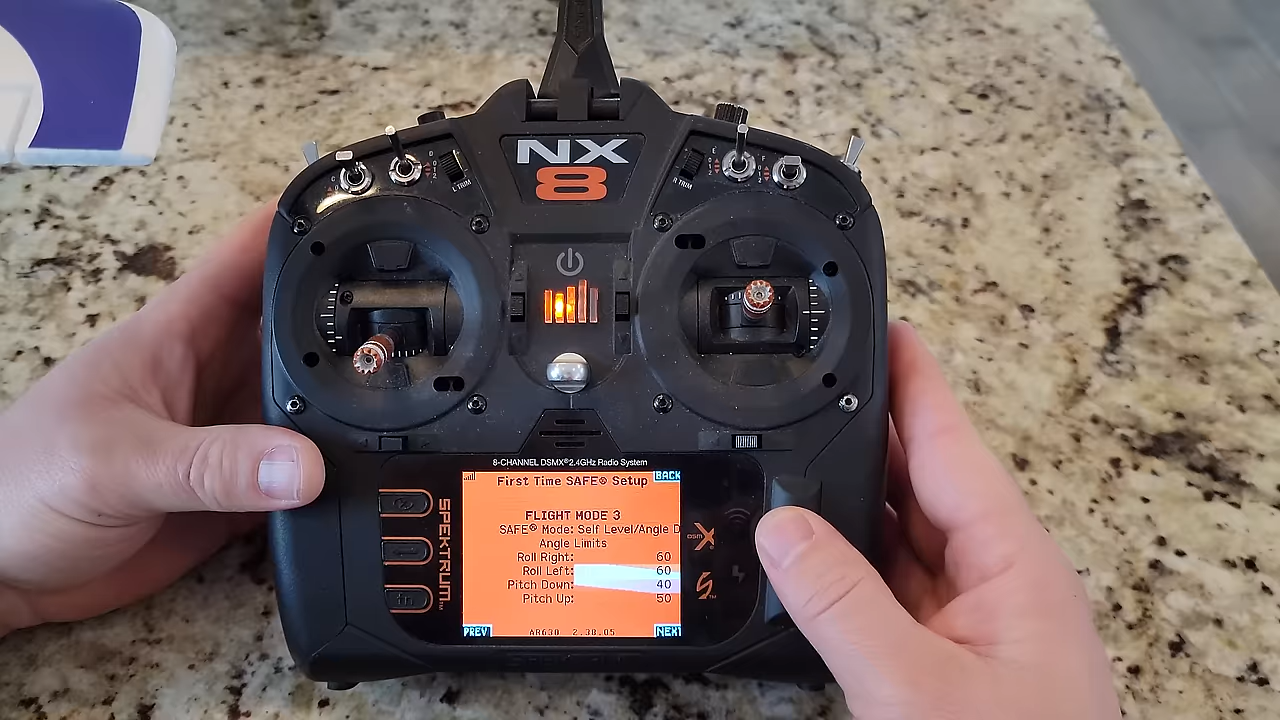 NX
8
L TRIM
R TRIM
8-CHANNEL DSMX® 2.4GHz Radio System
SPEKTRUM
First Time SAFE® Setup
BACK
FLIGHT MODE 3
SAFE® Mode: Self Level/Angle D
Angle Limits
Roll Right: 60
Roll Left: 60
Pitch Down: 40
Pitch Up: 50
PREV
AR630 2.38.05
NEXT